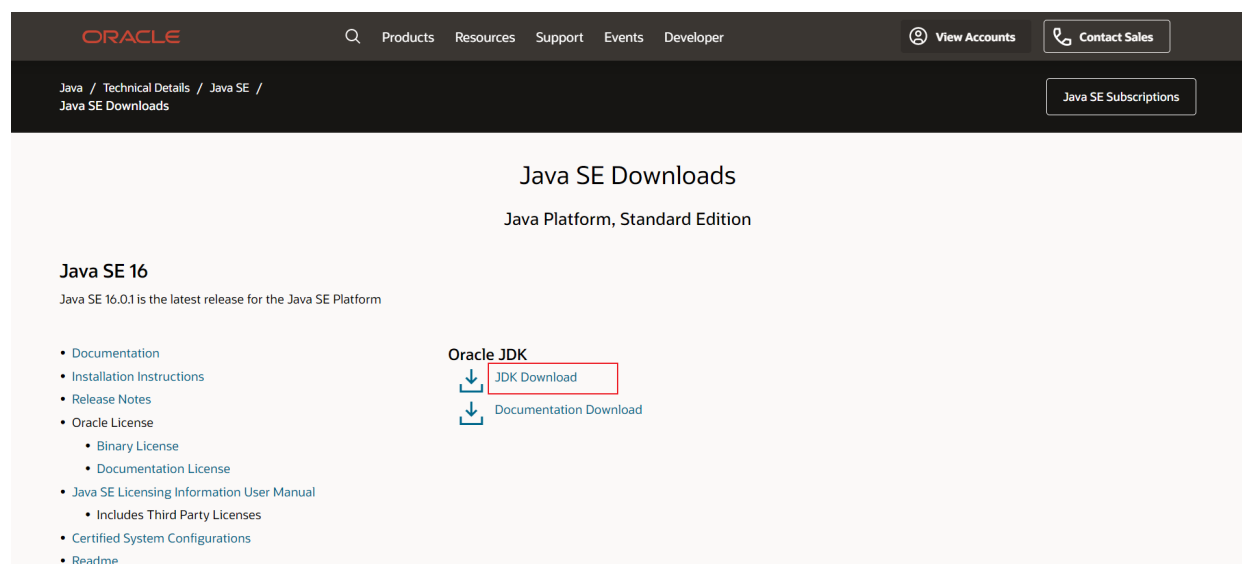 ORACLE
Products Resources Support Events Developer
View Accounts
Contact Sales
Java / Technical Details / Java SE /
Java SE Downloads
Java SE Subscriptions
Java SE Downloads
Java Platform, Standard Edition
Java SE 16
Java SE 16.0.1 is the latest release for the Java SE Platform
• Documentation
• Installation Instructions
• Release Notes
• Oracle License
• Binary License
• Documentation License
• Java SE Licensing Information User Manual
• Includes Third Party Licenses
• Certified System Configurations
• Readme
Oracle JDK
JDK Download
Documentation Download